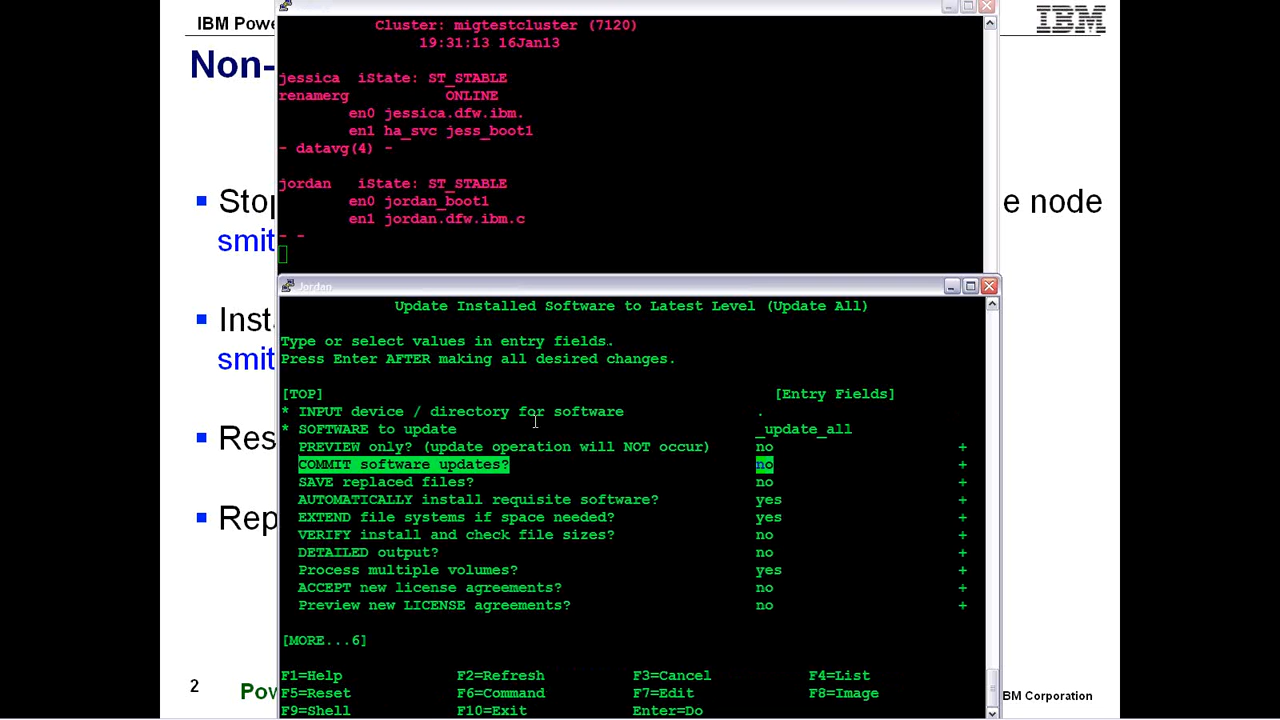 IBM Powe
IBM
Non-
Cluster: migtestcluster (7120)
19:31:13 16Jan13
jessica iState: ST_STABLE
renamerg ONLINE
en0 jessica.dfw.ibm.
en1 ha_svc jess_boot1
- datavg(4) -
jordan iState: ST_STABLE
en0 jordan_boot1
en1 jordan.dfw.ibm.c
- -
Stop
e node
smit
Inst
smit
Res
Rep
Jordan
Update Installed Software to Latest Level (Update All)
Type or select values in entry fields.
Press Enter AFTER making all desired changes.
[TOP] [Entry Fields]
* INPUT device / directory for software .
* SOFTWARE to update _update_all
PREVIEW only? (update operation will NOT occur) no +
COMMIT software updates? no +
SAVE replaced files? no +
AUTOMATICALLY install requisite software? yes +
EXTEND file systems if space needed? yes +
VERIFY install and check file sizes? no +
DETAILED output? no +
Process multiple volumes? yes +
ACCEPT new license agreements? no +
Preview new LICENSE agreements? no +
[MORE...6]
F1=Help F2=Refresh F3=Cancel F4=List
F5=Reset F6=Command F7=Edit F8=Image
F9=Shell F10=Exit Enter=Do
2
Pov
BM Corporation